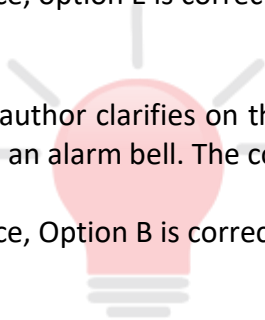 ce, option E is correc
author clarifies on th
an alarm bell. The co
ce, Option B is correc